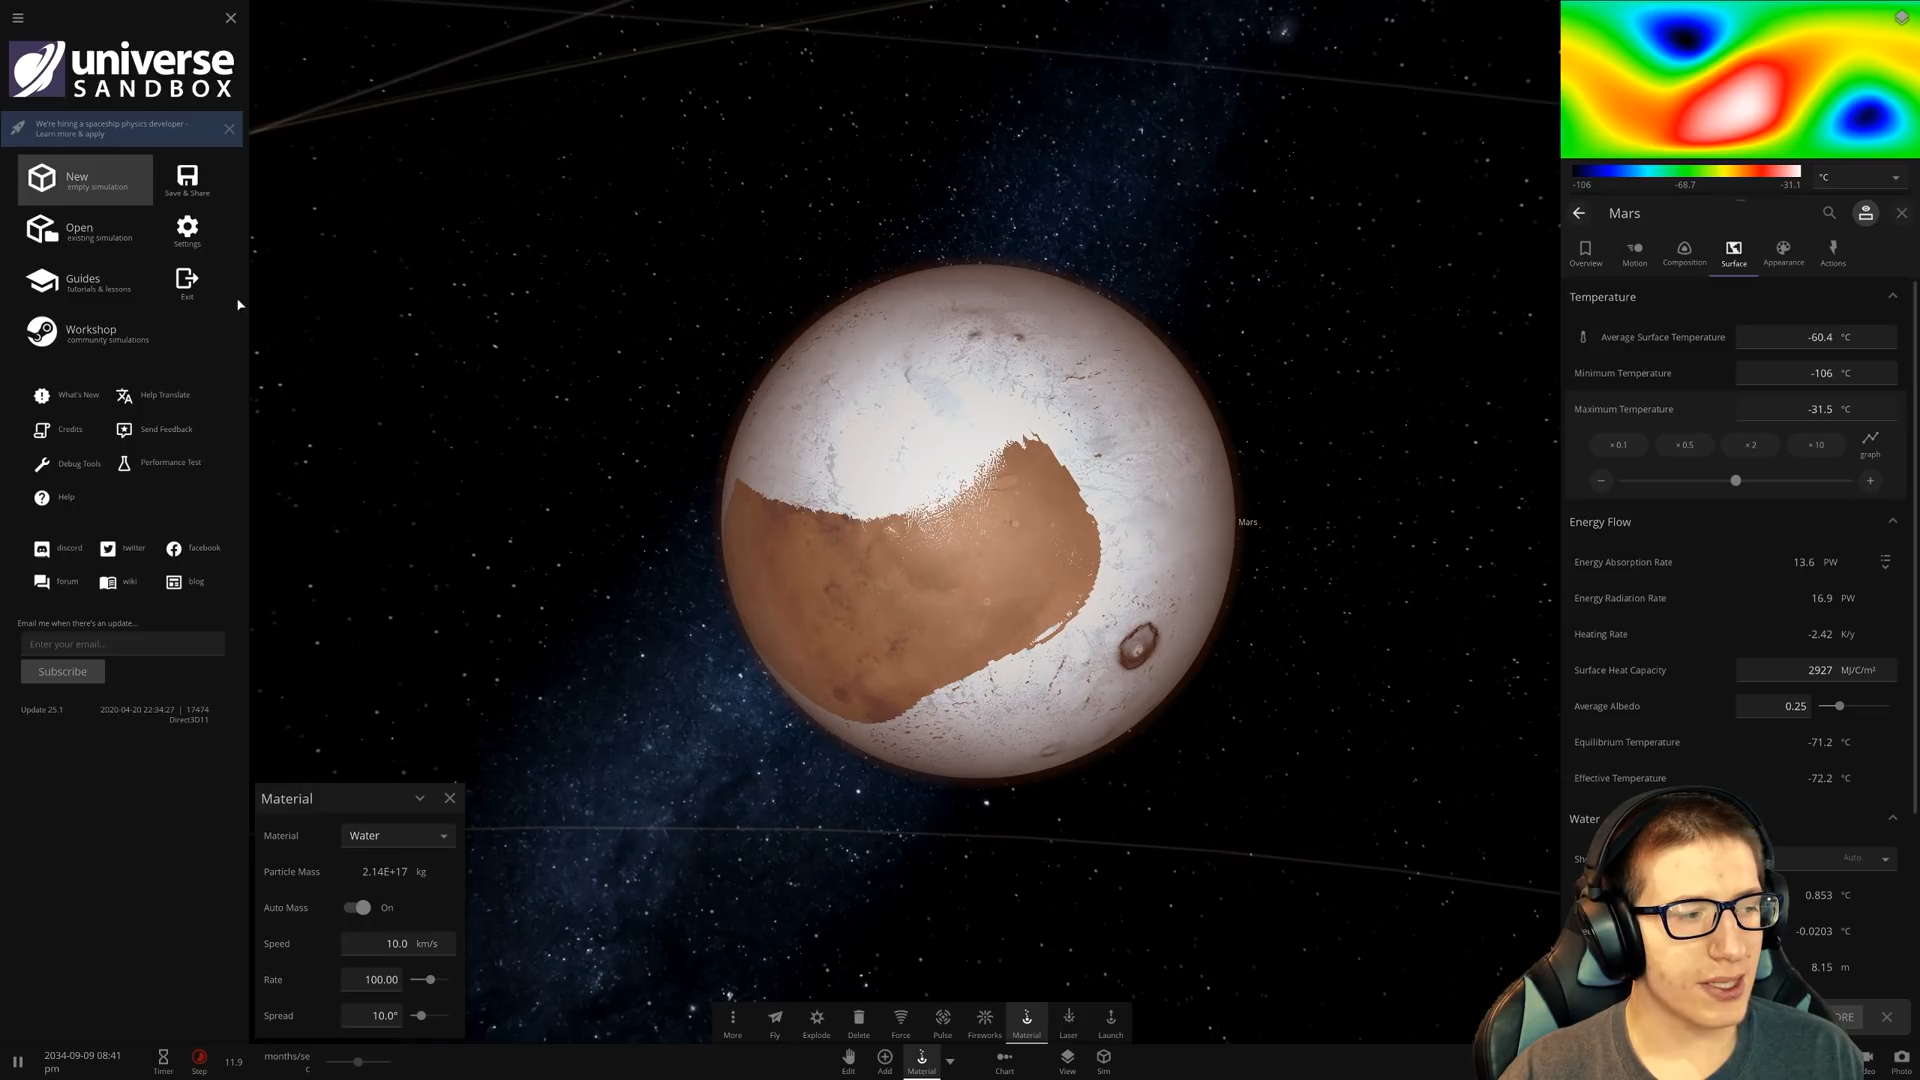 universe
SANDBOX
We're hiring a spaceship physics developer -
Learn more & apply
New
empty simulation
Save & Share
Open
existing simulation
Settings
Guides
tutorials & lessons
Exit
Workshop
community simulations
What's New
Help Translate
Credits
Send Feedback
Debug Tools
Performance Test
Help
discord
twitter
facebook
forum
wiki
blog
Email me when there's an update...
Enter your email...
Subscribe
Update 25.1
2020-04-20 22:34:27 | 17474
Direct3D11
Material
Material
Water
Particle Mass
2.14E+17 kg
Auto Mass
On
Speed
10.0 km/s
Rate
100.00
Spread
10.0°
2034-09-09 08:41
pm
Timer
Step
11.9
months/se
c
Mars
More
Fly
Explode
Delete
Force
Pulse
Fireworks
Material
Laser
Launch
Edit
Add
Material
Chart
View
Sim
-106
-68.7
-31.1
°C
Mars
Overview
Motion
Composition
Surface
Appearance
Actions
Temperature
Average Surface Temperature
-60.4 °C
Minimum Temperature
-106 °C
Maximum Temperature
-31.5 °C
× 0.1
× 0.5
× 2
× 10
graph
Energy Flow
Energy Absorption Rate
13.6 PW
Energy Radiation Rate
16.9 PW
Heating Rate
-2.42 K/y
Surface Heat Capacity
2927 MJ/C/m²
Average Albedo
0.25
Equilibrium Temperature
-71.2 °C
Effective Temperature
-72.2 °C
Water
Auto
0.853 °C
-0.0203 °C
8.15 m
Photo